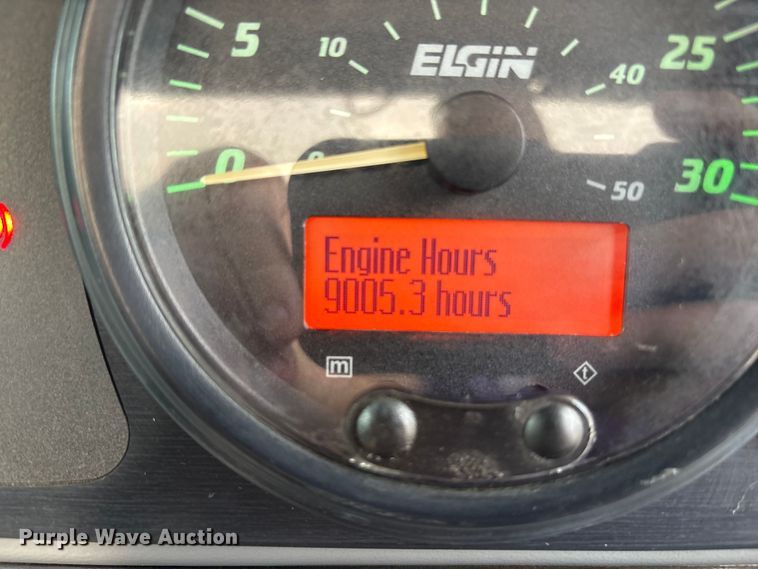 5
10
ELGIN
40
25
0
50
30
Engine Hours
9005.3 hours
m
t
Purple Wave Auction